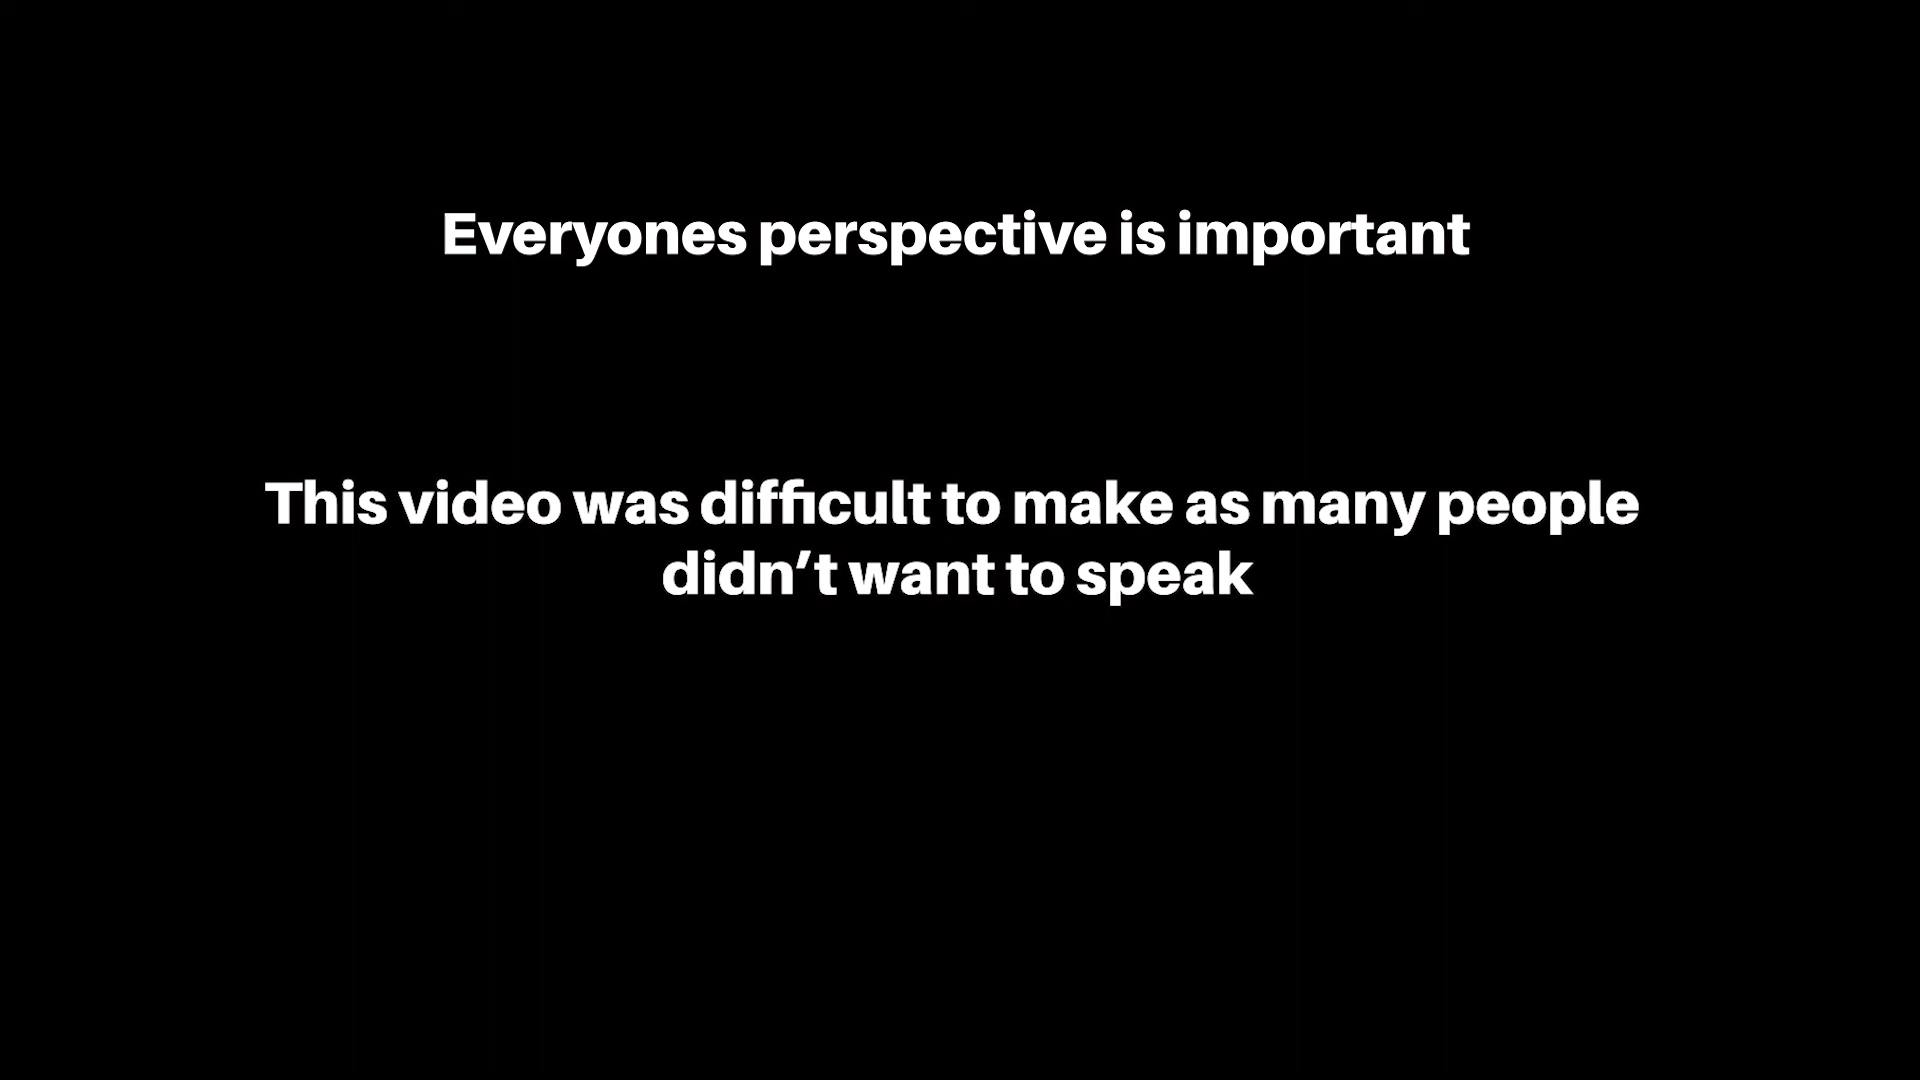 Everyones perspective is important
This video was difficult to make as many people
didn’t want to speak